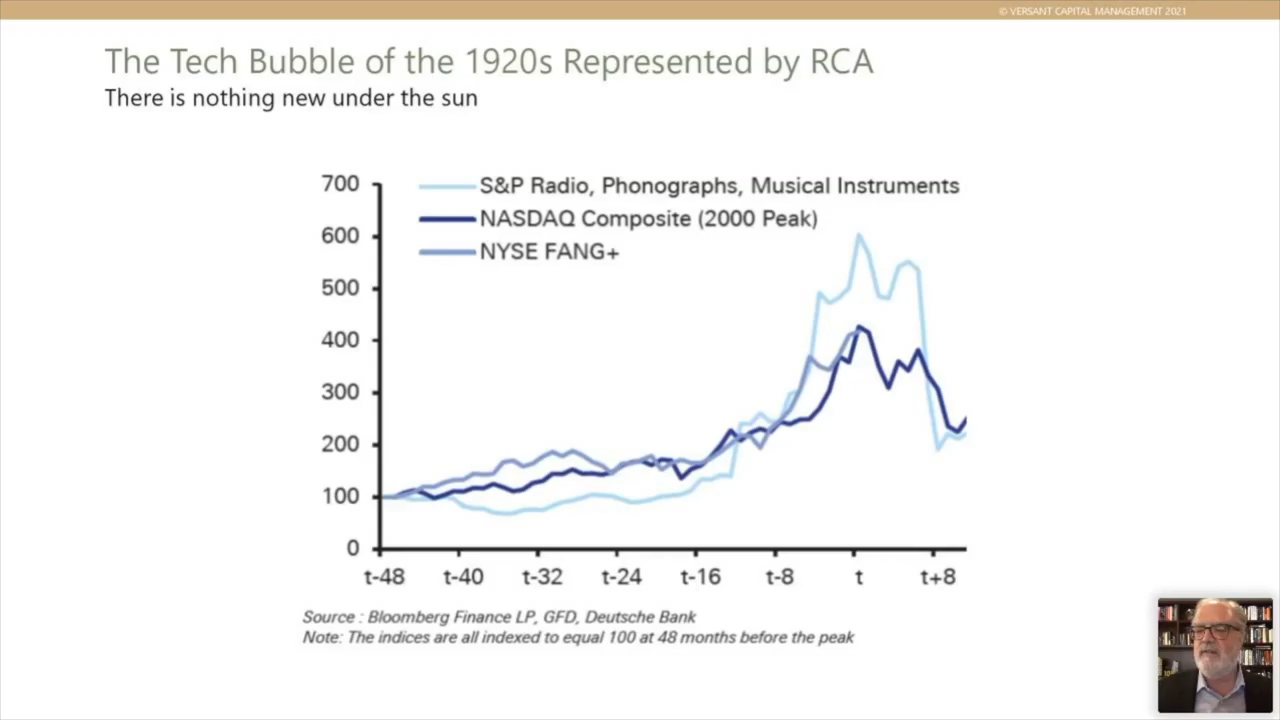 © VERSANT CAPITAL MANAGEMENT 2021
The Tech Bubble of the 1920s Represented by RCA
There is nothing new under the sun
S&P Radio, Phonographs, Musical Instruments
NASDAQ Composite (2000 Peak)
NYSE FANG+
700
600
500
400
300
200
100
0
t-48 t-40 t-32 t-24 t-16 t-8 t t+8
Source : Bloomberg Finance LP, GFD, Deutsche Bank
Note: The indices are all indexed to equal 100 at 48 months before the peak